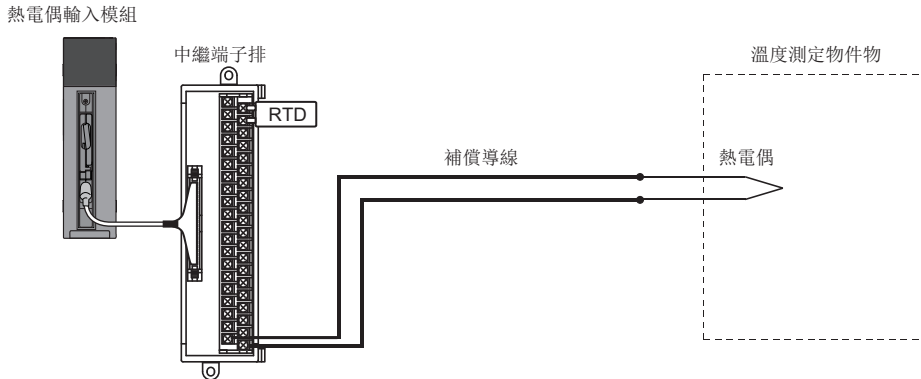 熱電偶輸入模組
中繼端子排
溫度測定物件物
RTD
補償導線
熱電偶